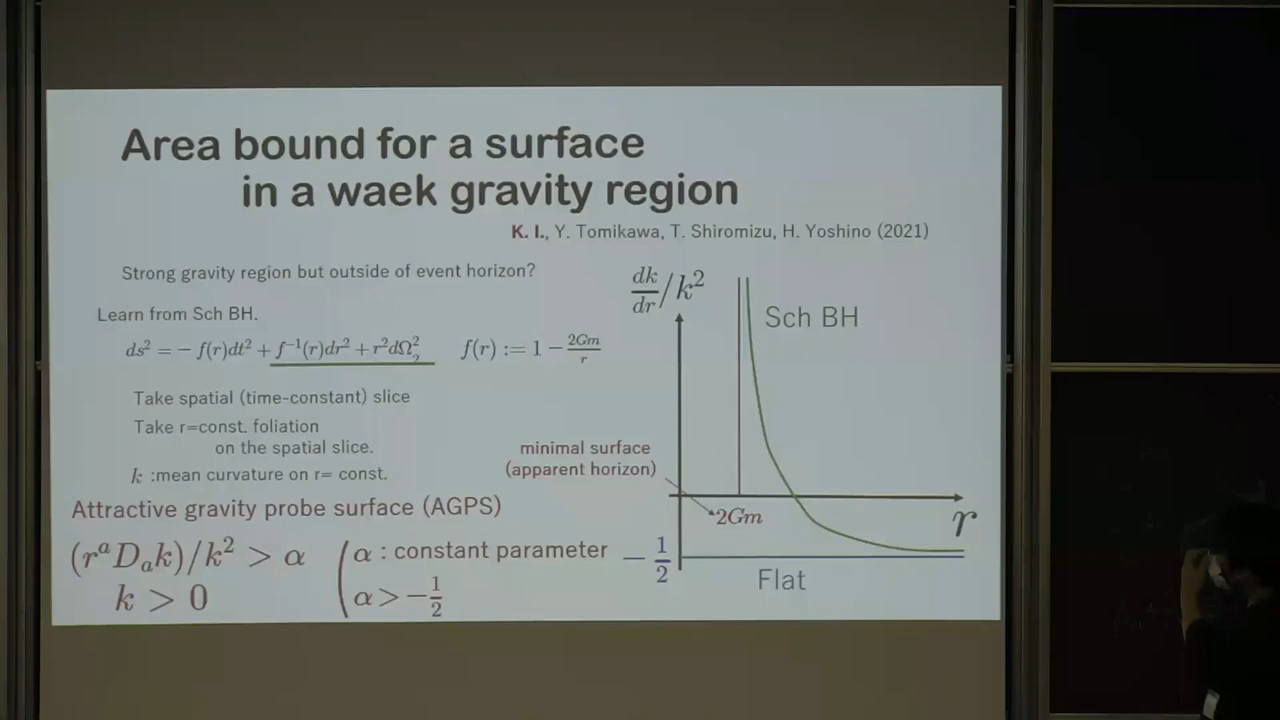 Area bound for a surface
in a waek gravity region
K. I., Y. Tomikawa, T. Shiromizu, H. Yoshino (2021)
Strong gravity region but outside of event horizon?
Learn from Sch BH.
ds² = − f(r)dt² + f⁻¹(r)dr² + r²dΩ₂²  f(r) := 1 − 2Gm/r
Take spatial (time-constant) slice
Take r=const. foliation
on the spatial slice.
k :mean curvature on r= const.
Attractive gravity probe surface (AGPS)
(rᵃDₐk)/k² > α
k > 0
α : constant parameter
α > −1/2
dk/dr/k²
Sch BH
minimal surface
(apparent horizon)
2Gm
r
−1/2
Flat